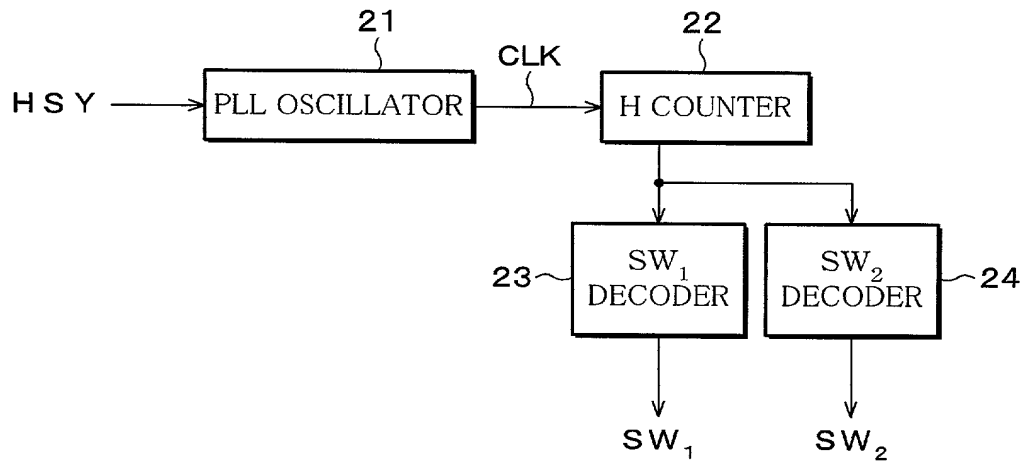 21
CLK
22
HSY
PLL OSCILLATOR
H COUNTER
23
SW₁
DECODER
SW₂
DECODER
24
SW₁
SW₂